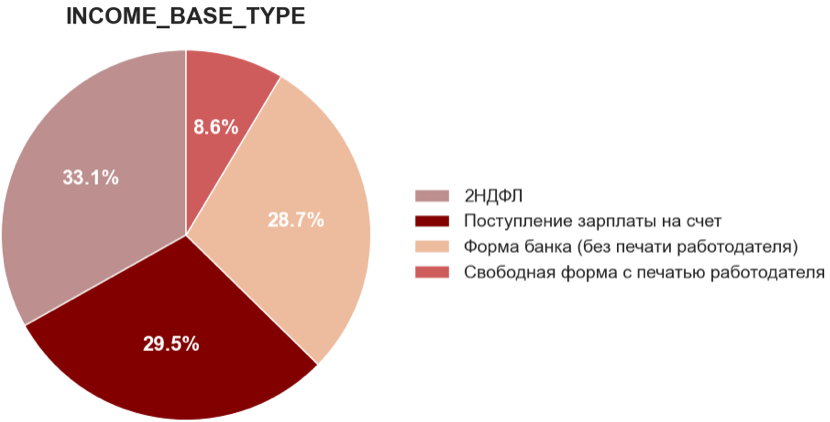 INCOME_BASE_TYPE
8.6%
33.1%
28.7%
29.5%
2НДФЛ
Поступление зарплаты на счет
Форма банка (без печати работодателя)
Свободная форма с печатью работодателя